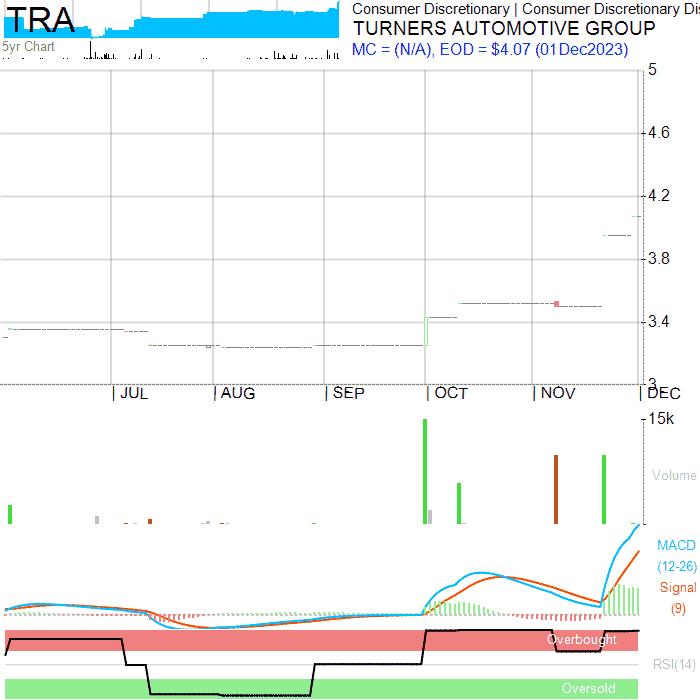 TRA
5yr Chart
Consumer Discretionary | Consumer Discretionary Dis
TURNERS AUTOMOTIVE GROUP
MC = (N/A), EOD = $4.07 (01Dec2023)
5
4.6
4.2
3.8
3.4
3
| JUL | AUG | SEP | OCT | NOV | DEC
15k
Volume
MACD
(12-26)
Signal
(9)
Overbought
RSI(14)
Oversold